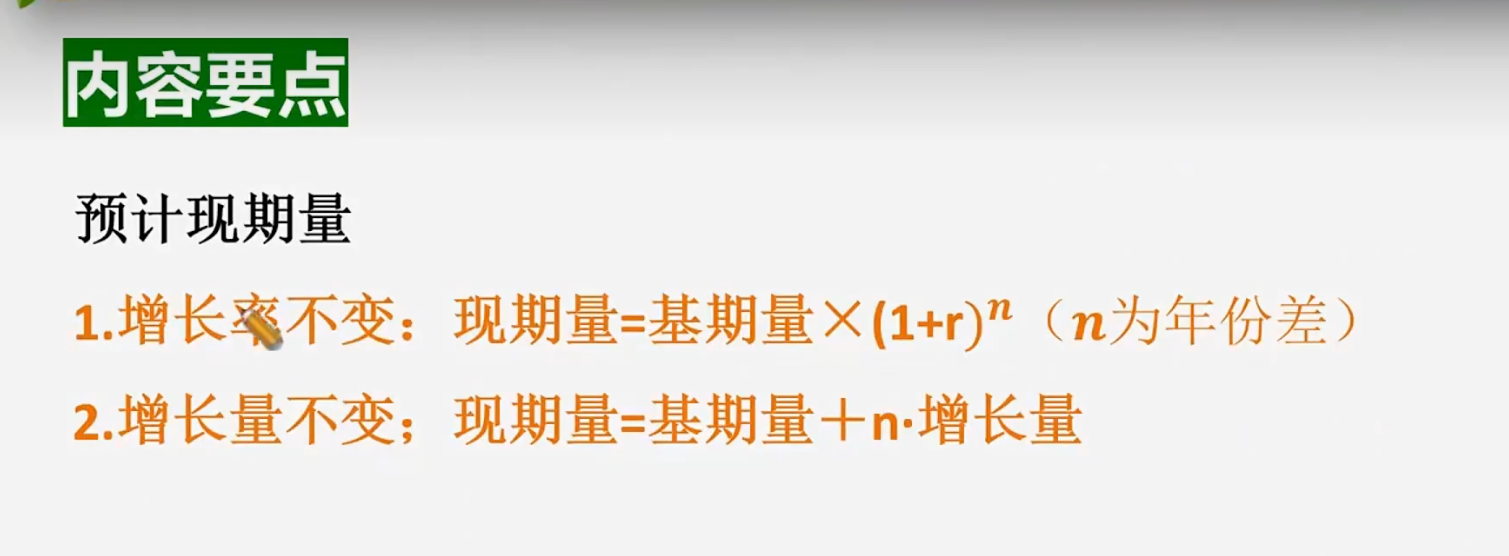 内容要点
预计现期量
1.增长率不变：现期量=基期量×(1+r)ⁿ（n为年份差）
2.增长量不变；现期量=基期量＋n·增长量